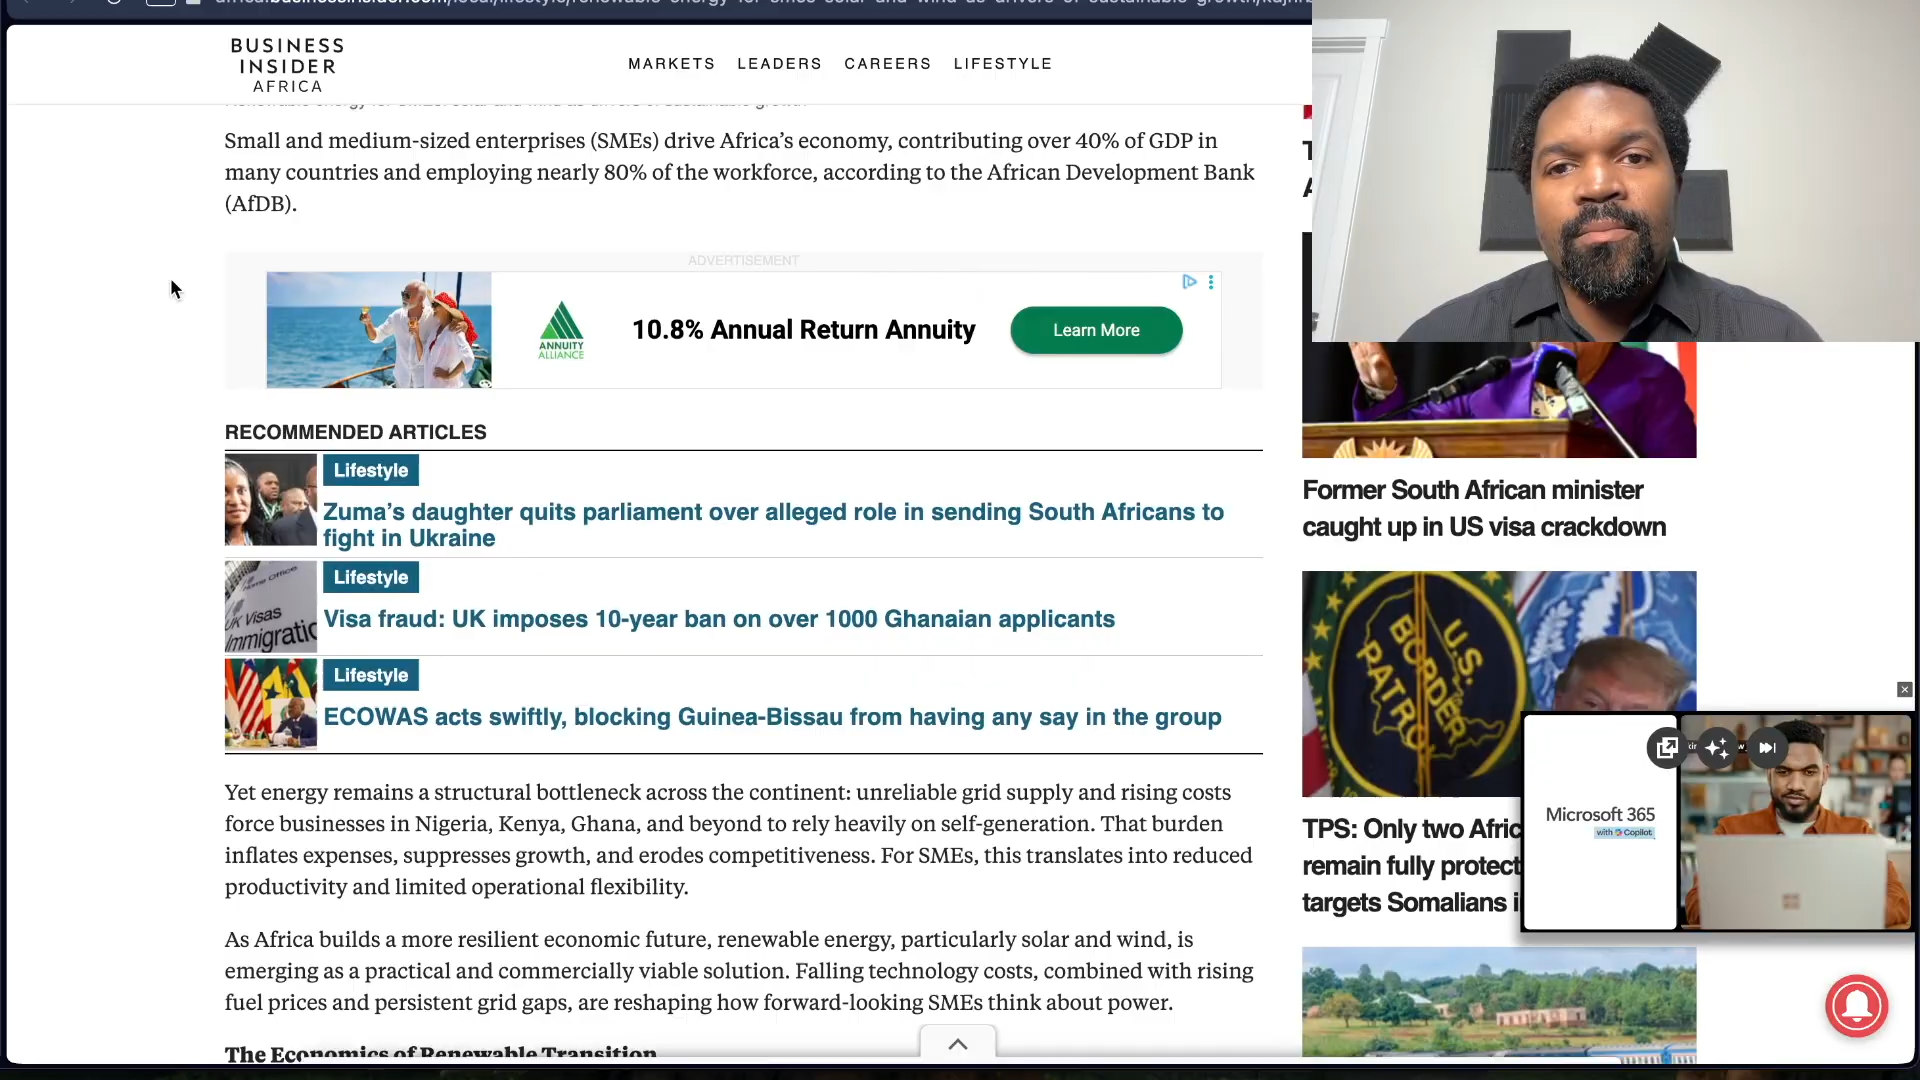 BUSINESS
INSIDER
AFRICA
MARKETS LEADERS CAREERS LIFESTYLE
Small and medium-sized enterprises (SMEs) drive Africa’s economy, contributing over 40% of GDP in
many countries and employing nearly 80% of the workforce, according to the African Development Bank
(AfDB).
ADVERTISEMENT
ANNUITY
ALLIANCE
10.8% Annual Return Annuity
Learn More
RECOMMENDED ARTICLES
Lifestyle
Zuma’s daughter quits parliament over alleged role in sending South Africans to
fight in Ukraine
Home Office
UK Visas
Immigratio
Lifestyle
Visa fraud: UK imposes 10-year ban on over 1000 Ghanaian applicants
Lifestyle
ECOWAS acts swiftly, blocking Guinea-Bissau from having any say in the group
Yet energy remains a structural bottleneck across the continent: unreliable grid supply and rising costs
force businesses in Nigeria, Kenya, Ghana, and beyond to rely heavily on self-generation. That burden
inflates expenses, suppresses growth, and erodes competitiveness. For SMEs, this translates into reduced
productivity and limited operational flexibility.
As Africa builds a more resilient economic future, renewable energy, particularly solar and wind, is
emerging as a practical and commercially viable solution. Falling technology costs, combined with rising
fuel prices and persistent grid gaps, are reshaping how forward-looking SMEs think about power.
The Economics of Renewable Transition
Former South African minister
caught up in US visa crackdown
U.S.
BORDER
PATROL
TPS: Only two Afric
remain fully protect
targets Somalians i
Microsoft 365
with Copilot